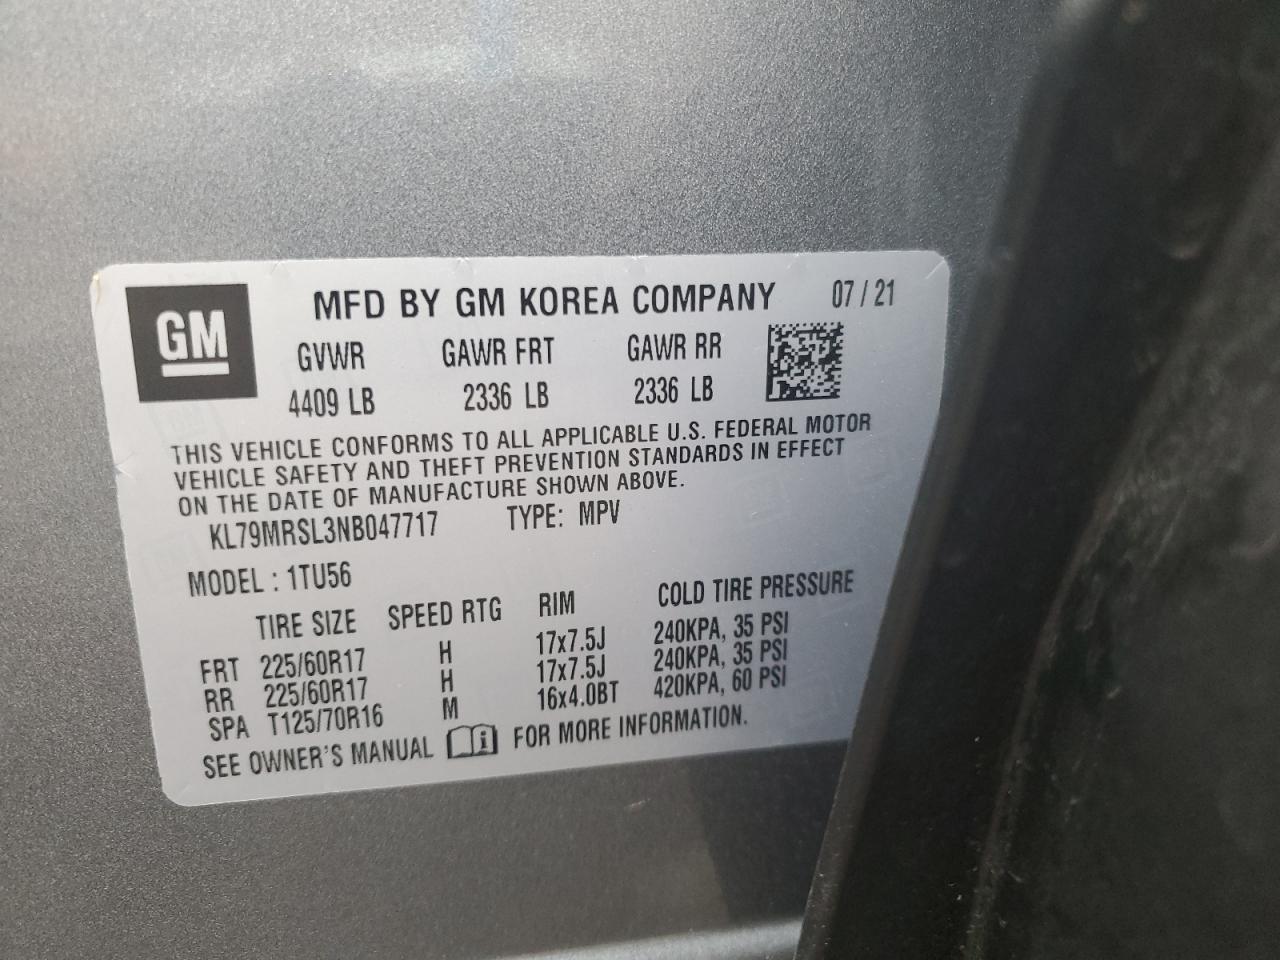 GM
MFD BY GM KOREA COMPANY 07 / 21
GVWR GAWR FRT GAWR RR
4409 LB 2336 LB 2336 LB
THIS VEHICLE CONFORMS TO ALL APPLICABLE U.S. FEDERAL MOTOR
VEHICLE SAFETY AND THEFT PREVENTION STANDARDS IN EFFECT
ON THE DATE OF MANUFACTURE SHOWN ABOVE.
KL79MRSL3NB047717 TYPE: MPV
MODEL : 1TU56
TIRE SIZE SPEED RTG RIM COLD TIRE PRESSURE
FRT 225/60R17 H 17x7.5J 240KPA, 35 PSI
RR 225/60R17 H 17x7.5J 240KPA, 35 PSI
SPA T125/70R16 M 16x4.0BT 420KPA, 60 PSI
SEE OWNER'S MANUAL i FOR MORE INFORMATION.